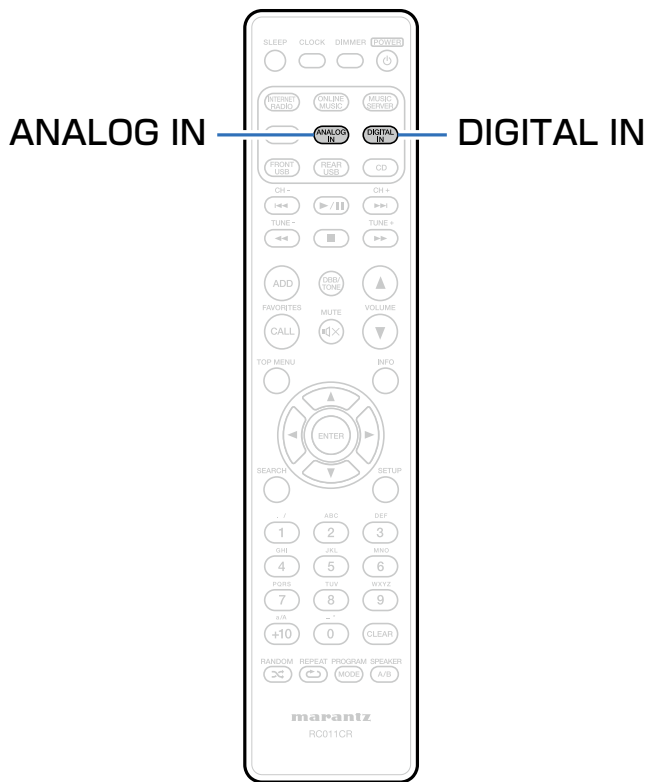 SLEEP CLOCK DIMMER POWER
INTERNET RADIO ONLINE MUSIC MUSIC SERVER
ANALOG IN ANALOG IN DIGITAL IN DIGITAL IN
FRONT USB REAR USB CD
CH − CH +
TUNE − TUNE +
ADD DBB/TONE
FAVORITES MUTE VOLUME
CALL
TOP MENU INFO
ENTER
SEARCH SETUP
. / ABC DEF
1 2 3
GHI JKL MNO
4 5 6
PQRS TUV WXYZ
7 8 9
a/A
+10 0 CLEAR
RANDOM REPEAT PROGRAM SPEAKER
MODE A/B
marantz
RC011CR